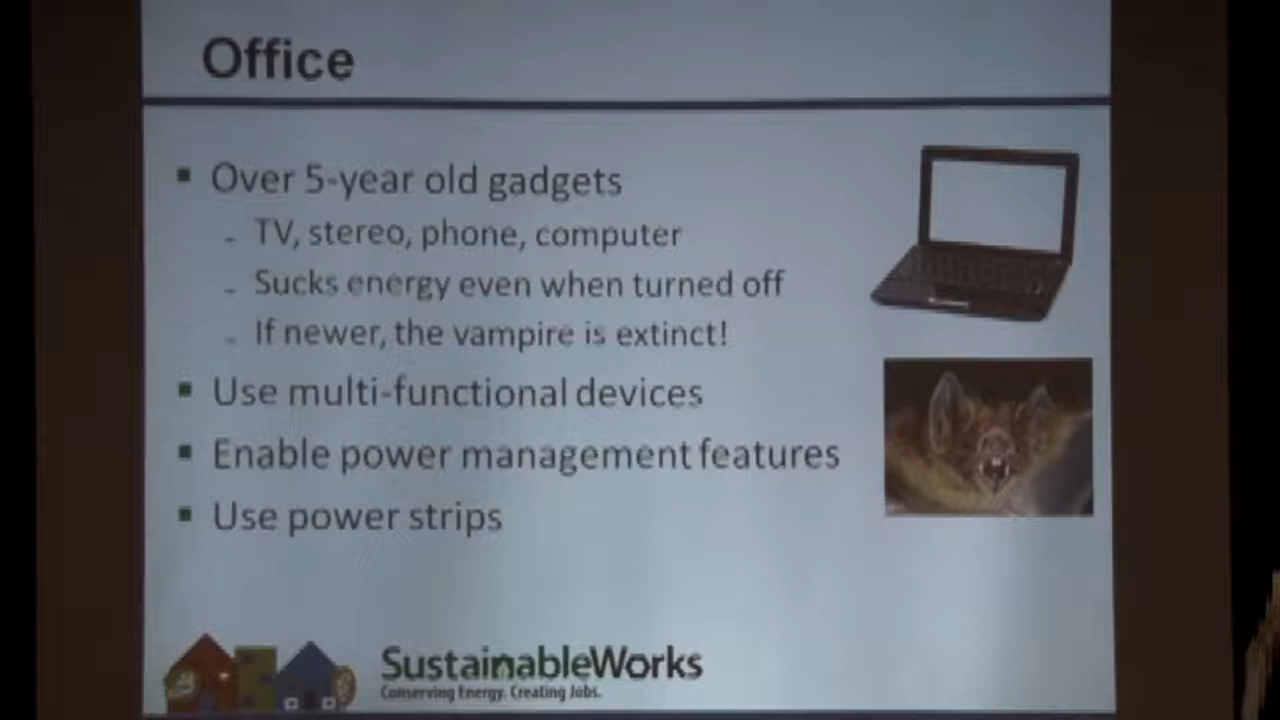 Office
▪ Over 5-year old gadgets
- TV, stereo, phone, computer
- Sucks energy even when turned off
- If newer, the vampire is extinct!
▪ Use multi-functional devices
▪ Enable power management features
▪ Use power strips
SustainableWorks
Conserving Energy. Creating Jobs.